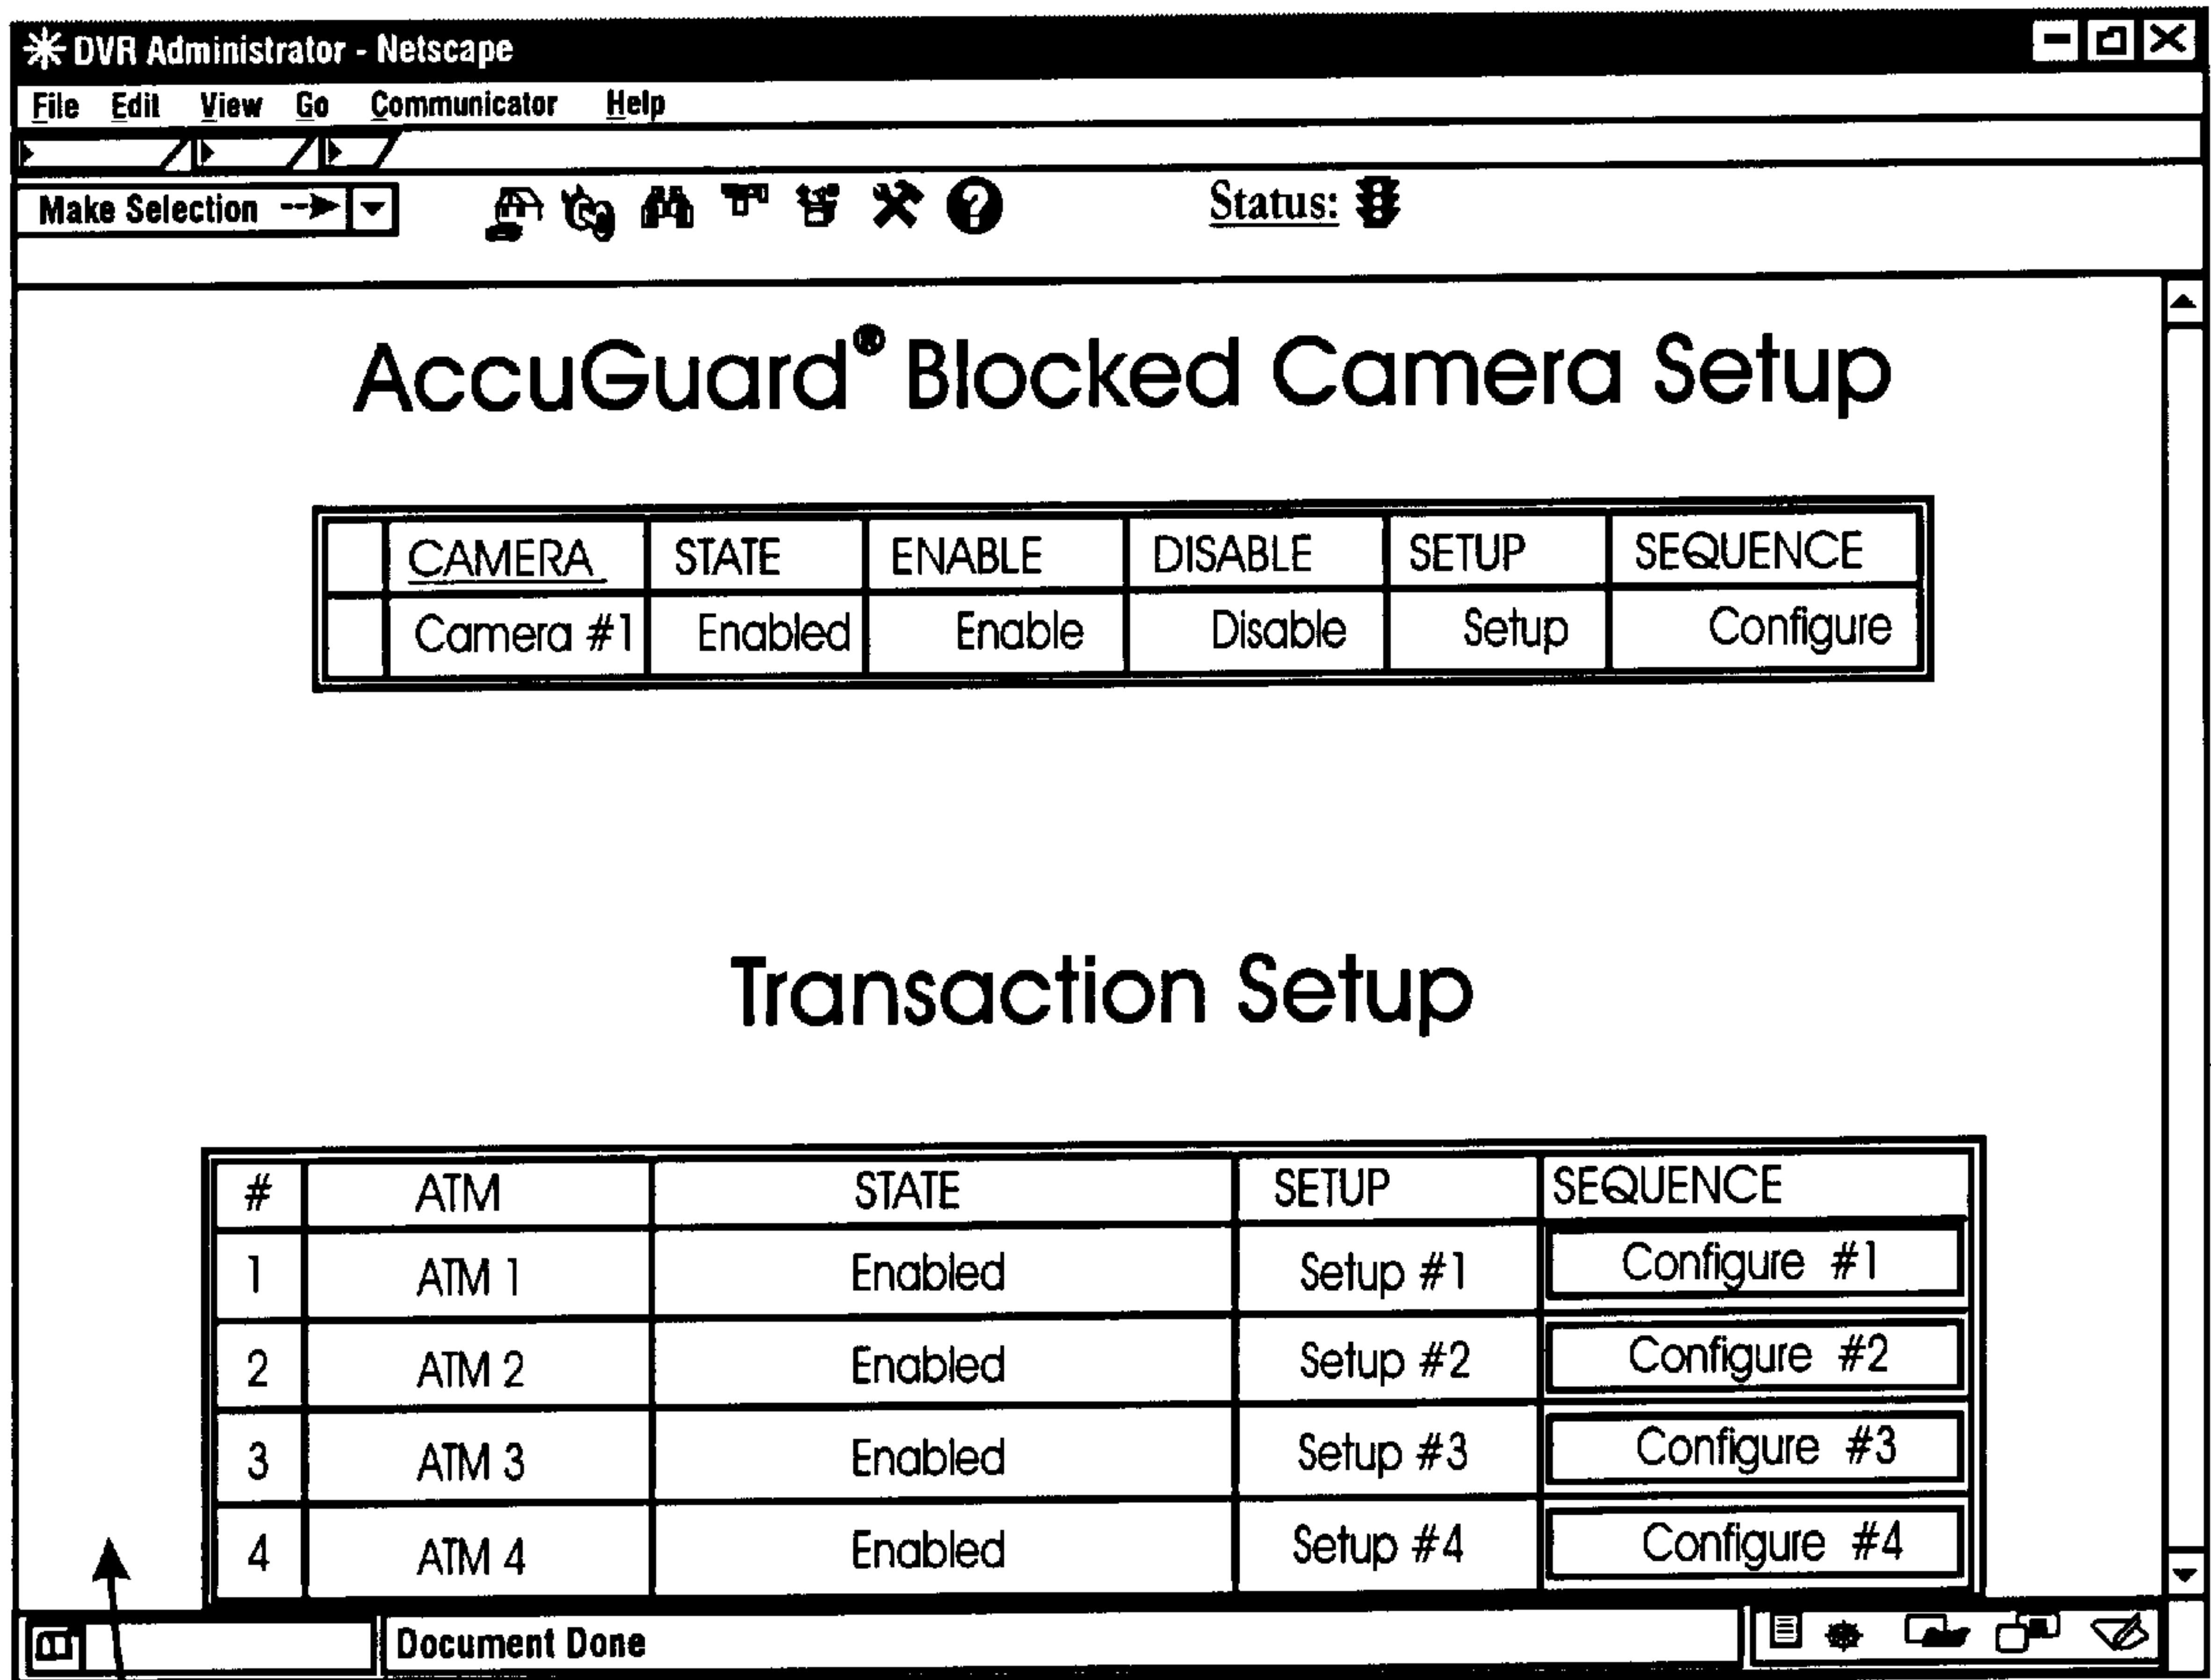 DVR Administrator - Netscape
File Edit View Go Communicator Help
Make Selection Status:
AccuGuard® Blocked Camera Setup
CAMERA STATE ENABLE DISABLE SETUP SEQUENCE
Camera #1 Enabled Enable Disable Setup Configure
Transaction Setup
# ATM STATE SETUP SEQUENCE
1 ATM 1 Enabled Setup #1 Configure #1
2 ATM 2 Enabled Setup #2 Configure #2
3 ATM 3 Enabled Setup #3 Configure #3
4 ATM 4 Enabled Setup #4 Configure #4
Document Done